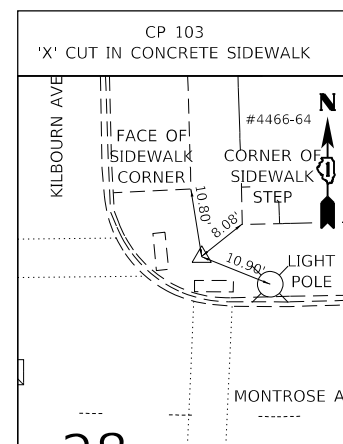 CP 103
'X' CUT IN CONCRETE SIDEWALK
KILBOURN AVE
N
#4466-64
FACE OF
SIDEWALK
CORNER
CORNER OF
SIDEWALK
STEP
10.80'
8.08'
10.90'
LIGHT
POLE
MONTROSE A